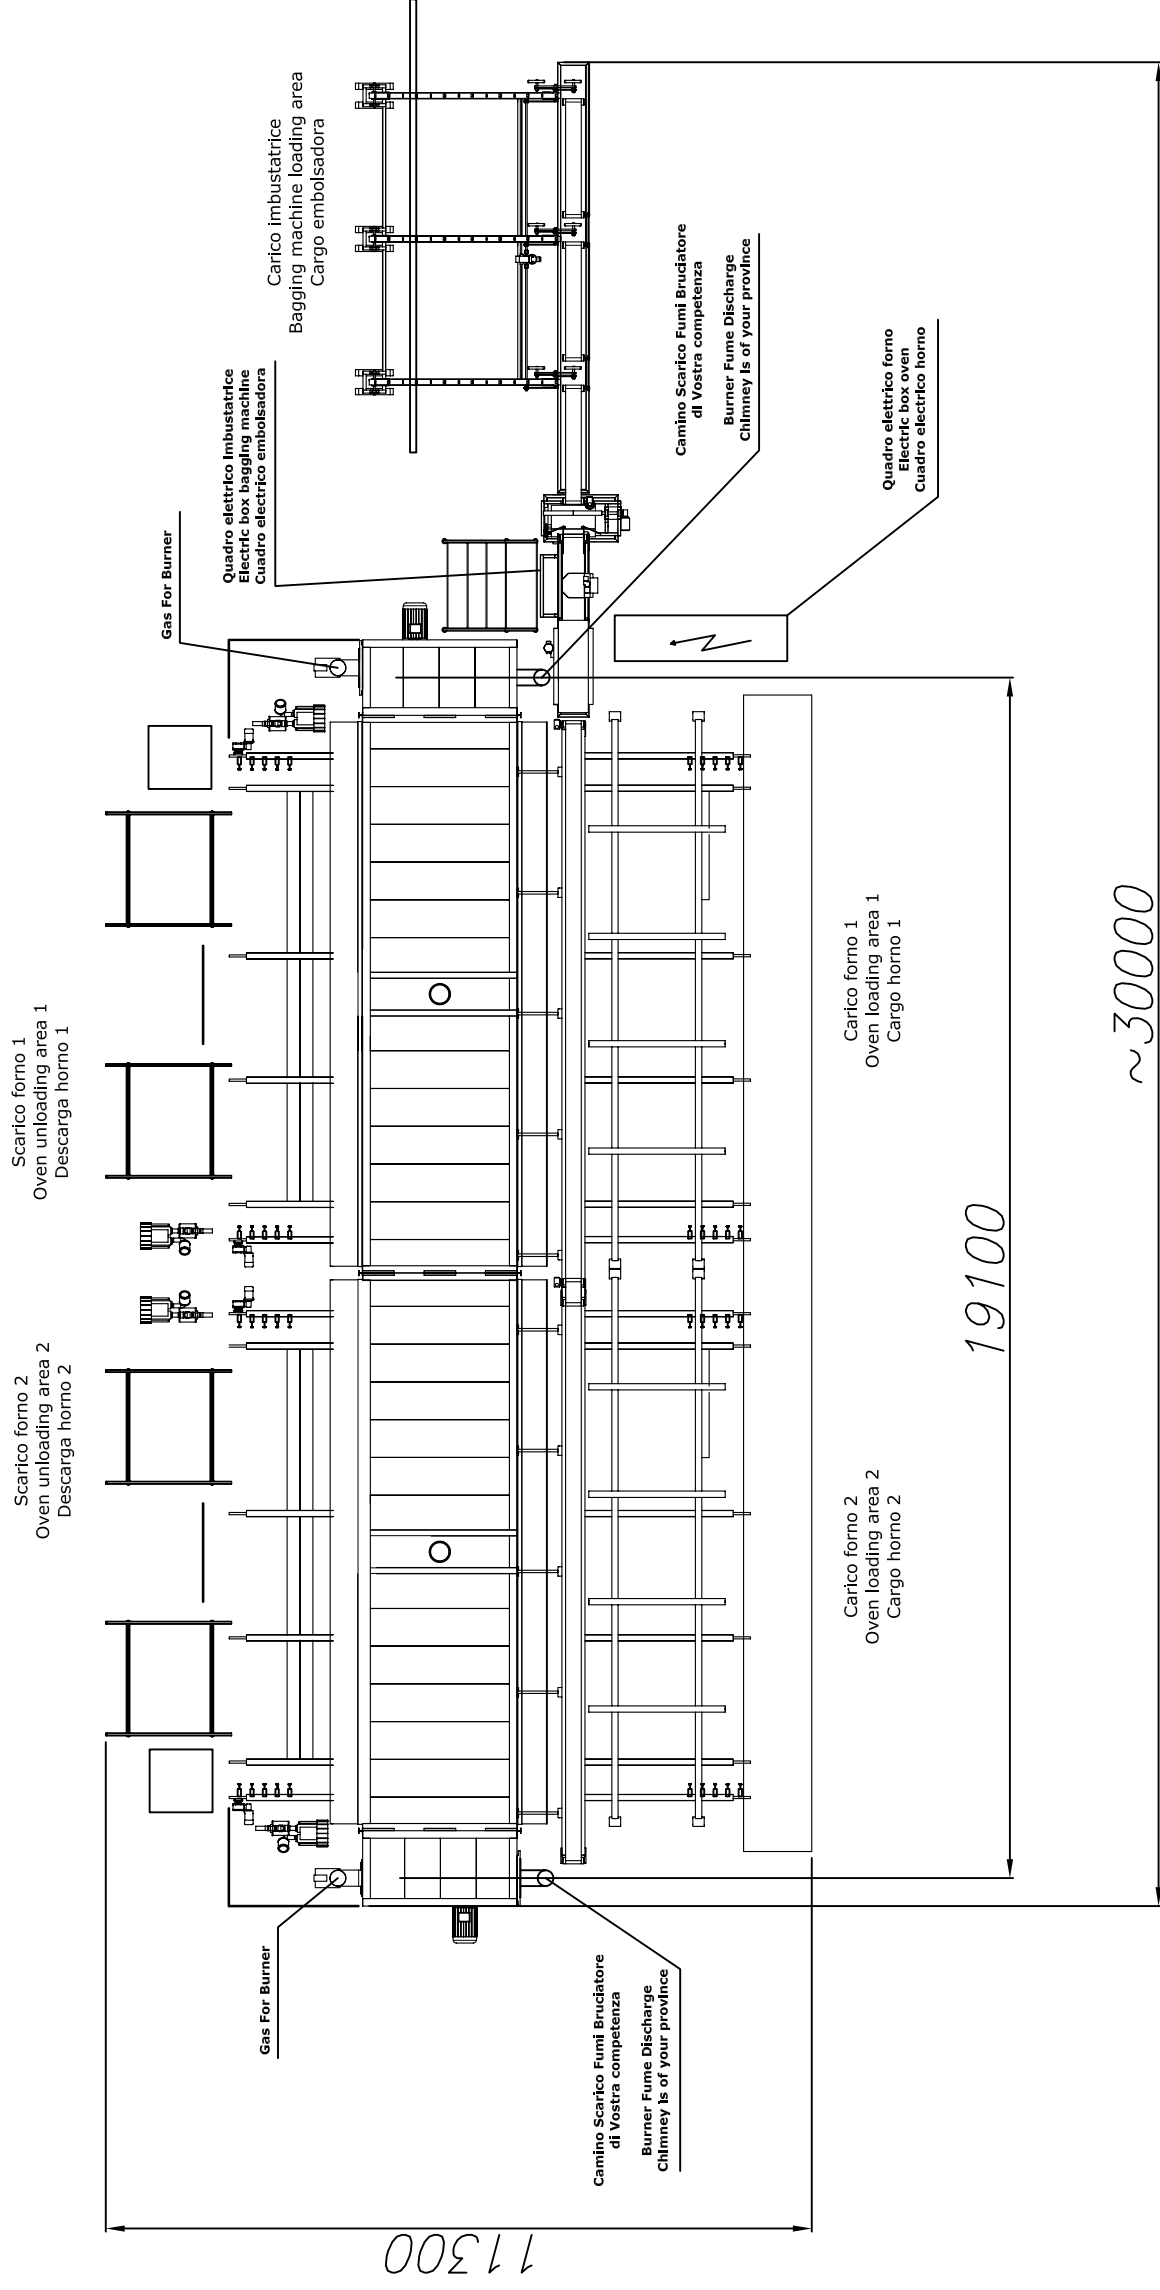 Scarico forno 2
Oven unloading area 2
Descarga horno 2
Scarico forno 1
Oven unloading area 1
Descarga horno 1
Gas For Burner
Quadro elettrico imbustatrice
Electric box bagging machine
Cuadro electrico embolsadora
Carico imbustatrice
Bagging machine loading area
Cargo embolsadora
Gas For Burner
Camino Scarico Fumi Bruciatore
di Vostra competenza
Burner Fume Discharge
Chimney is of your province
Camino Scarico Fumi Bruciatore
di Vostra competenza
Burner Fume Discharge
Chimney is of your province
Quadro elettrico forno
Electric box oven
Cuadro electrico horno
Carico forno 2
Oven loading area 2
Cargo horno 2
Carico forno 1
Oven loading area 1
Cargo horno 1
19100
~30000
11300